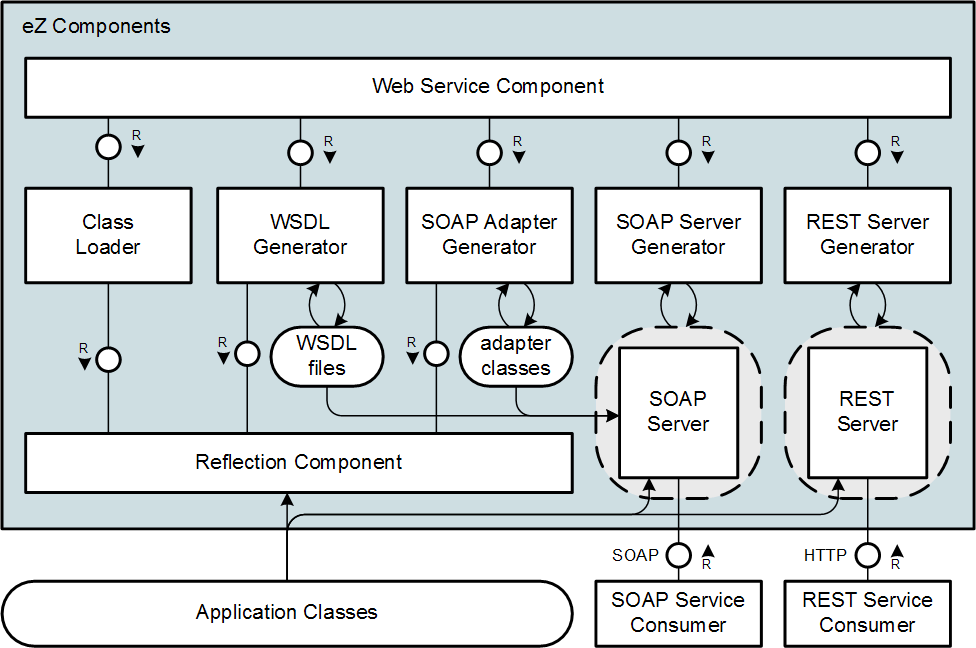 eZ Components
Web Service Component
R
R
R
R
R
Class
Loader
WSDL
Generator
SOAP Adapter
Generator
SOAP Server
Generator
REST Server
Generator
R
R
R
WSDL
files
adapter
classes
SOAP
Server
REST
Server
Reflection Component
SOAP
R
HTTP
R
Application Classes
SOAP Service
Consumer
REST Service
Consumer